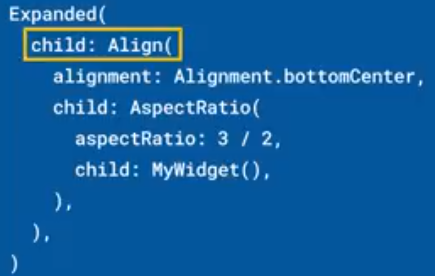 Expanded(
  child: Align(
    alignment: Alignment.bottomCenter,
    child: AspectRatio(
      aspectRatio: 3 / 2,
      child: MyWidget(),
    ),
  ),
)